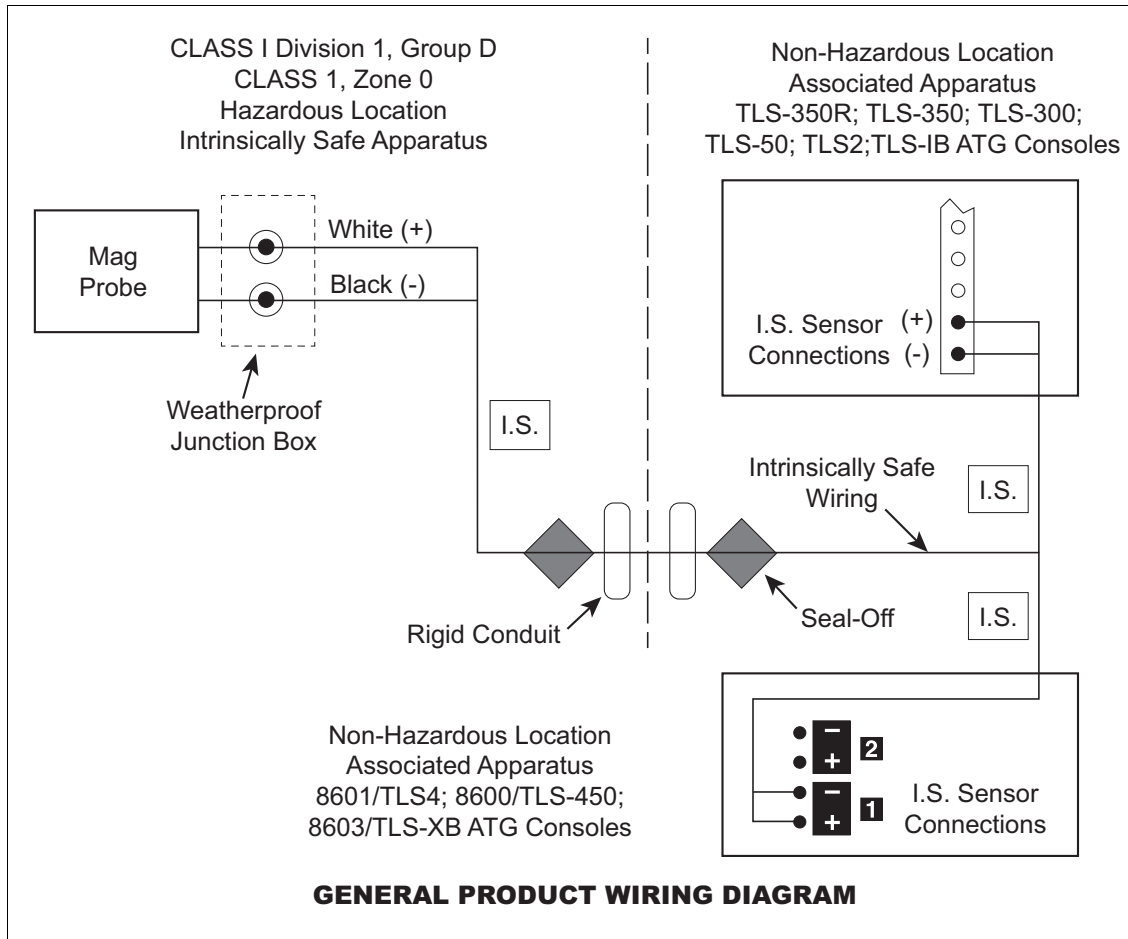 CLASS I Division 1, Group D
CLASS 1, Zone 0
Hazardous Location
Intrinsically Safe Apparatus
Non-Hazardous Location
Associated Apparatus
TLS-350R; TLS-350; TLS-300;
TLS-50; TLS2;TLS-IB ATG Consoles
Mag
Probe
White (+)
Black (-)
Weatherproof
Junction Box
I.S.
I.S. Sensor
Connections
(+)
(-)
Intrinsically Safe
Wiring
I.S.
Rigid Conduit
Seal-Off
I.S.
Non-Hazardous Location
Associated Apparatus
8601/TLS4; 8600/TLS-450;
8603/TLS-XB ATG Consoles
−
+
2
−
+
1
I.S. Sensor
Connections
GENERAL PRODUCT WIRING DIAGRAM